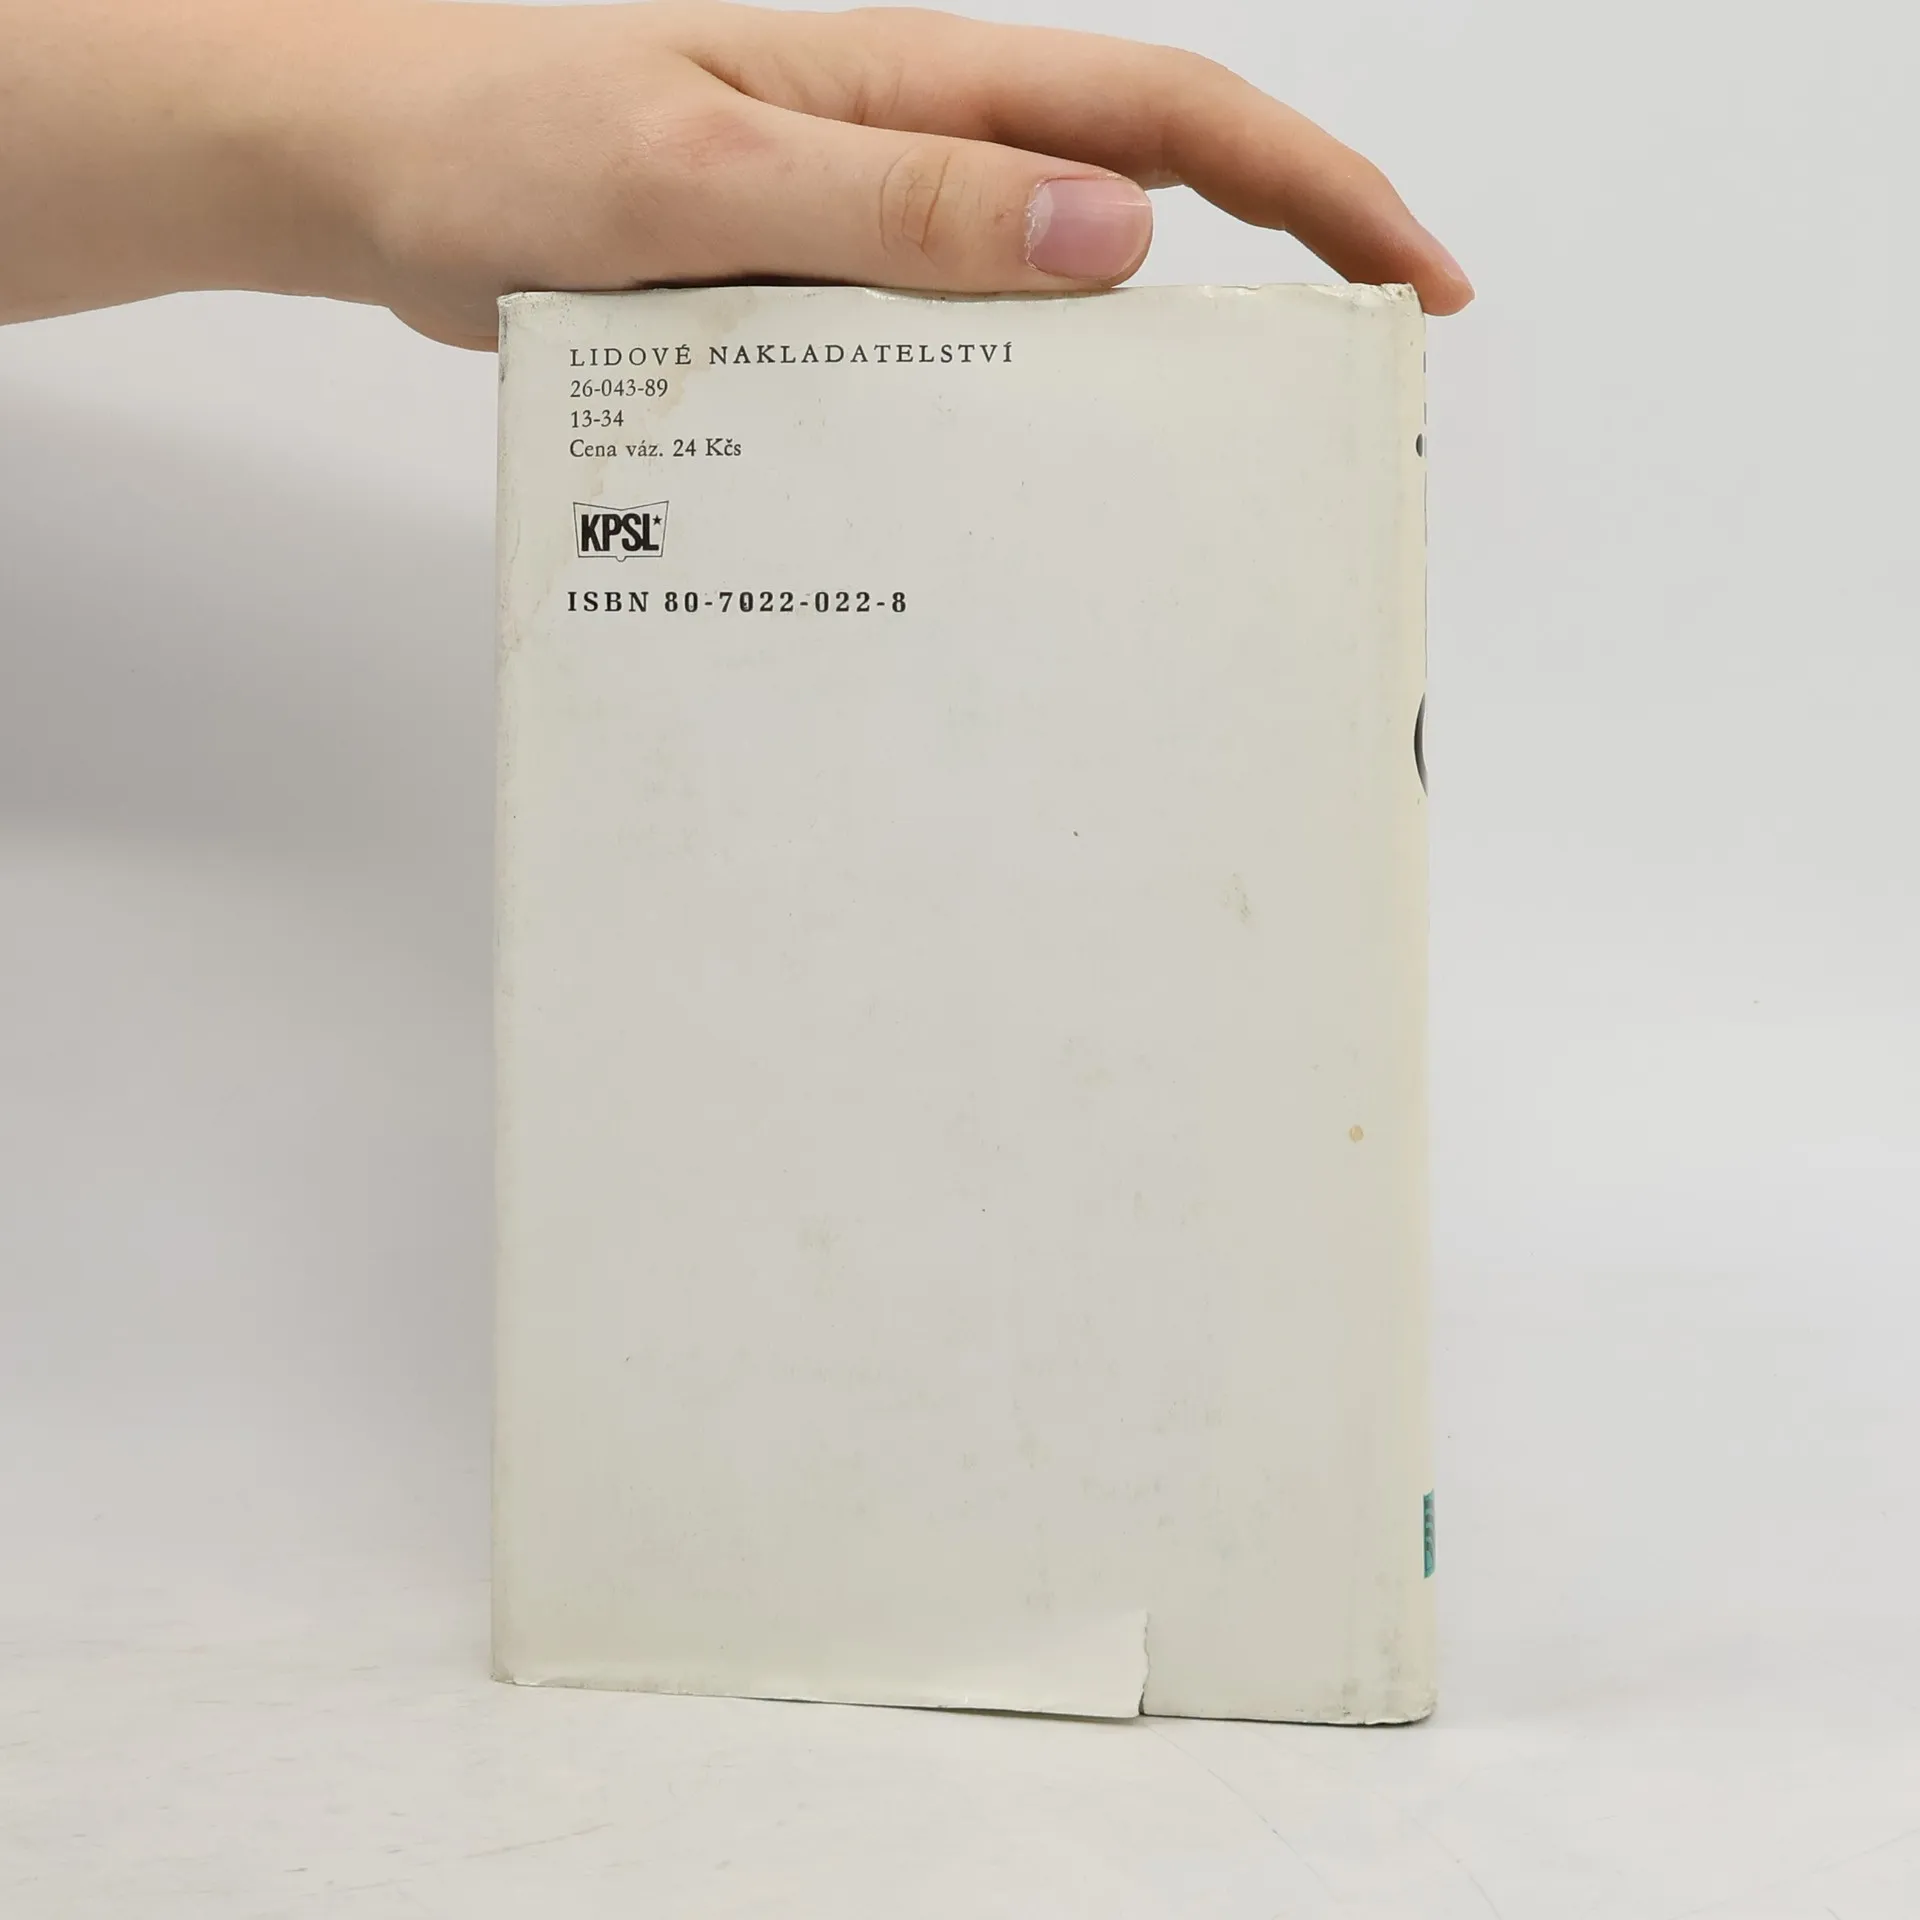 LIDOVÉ NAKLADATELSTVÍ
26-043-89
13-34
Cena váz. 24 Kčs
KPSL
ISBN 80-7022-022-8